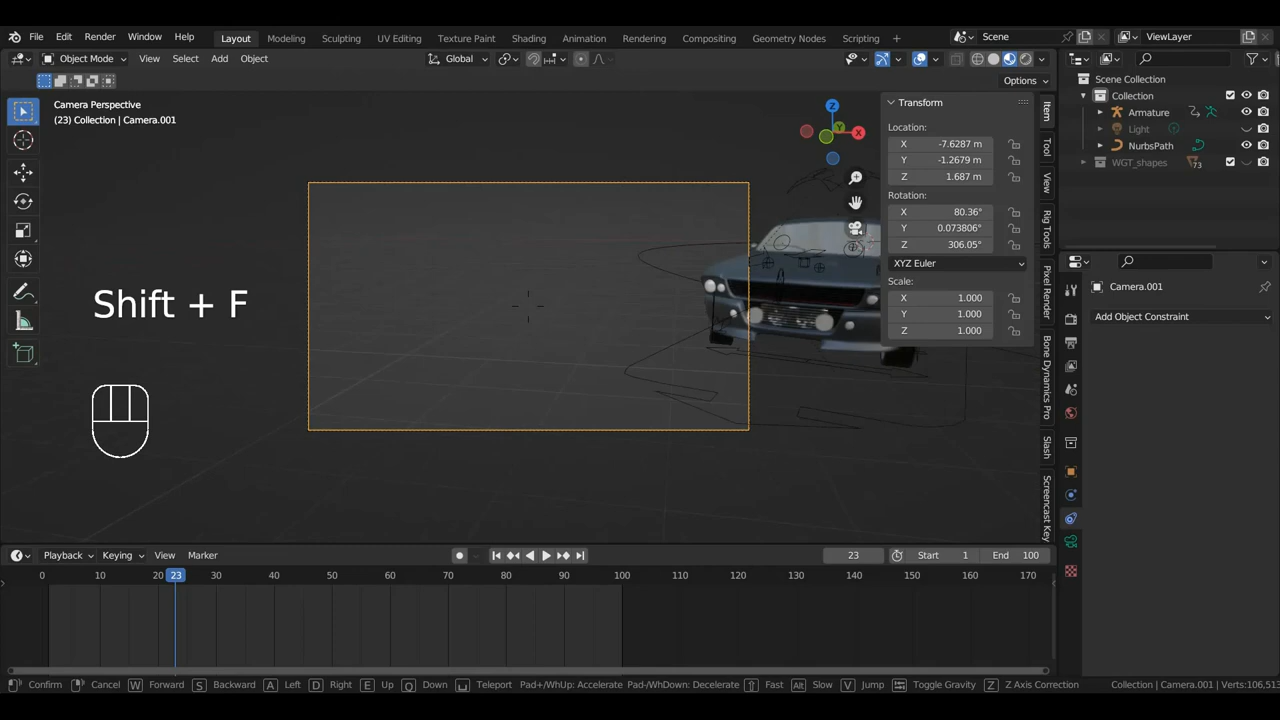 File Edit Render Window Help Layout Modeling Sculpting UV Editing Texture Paint Shading Animation Rendering Compositing Geometry Nodes Scripting + Scene ViewLayer
Object Mode View Select Add Object Global
Options
Camera Perspective
(23) Collection | Camera.001
Shift + F
Z
Y
X
Transform
Location:
X -7.6287 m
Y -1.2679 m
Z 1.687 m
Rotation:
X 80.36°
Y 0.073806°
Z 306.05°
XYZ Euler
Scale:
X 1.000
Y 1.000
Z 1.000
Item
Tool
View
Rig Tools
Pixel Render
Bone Dynamics Pro
Slash
Screencast Key
Scene Collection
Collection
Armature
Light
NurbsPath
WGT_shapes 73
Camera.001
Add Object Constraint
Playback Keying View Marker 23 Start 1 End 100
0 10 20 23 30 40 50 60 70 80 90 100 110 120 130 140 150 160 170
Confirm Cancel W Forward S Backward A Left D Right E Up Q Down Teleport Pad+/WhUp: Accelerate Pad-/WhDown: Decelerate Fast Alt Slow V Jump Toggle Gravity Z Z Axis Correction Collection | Camera.001 | Verts:106,513